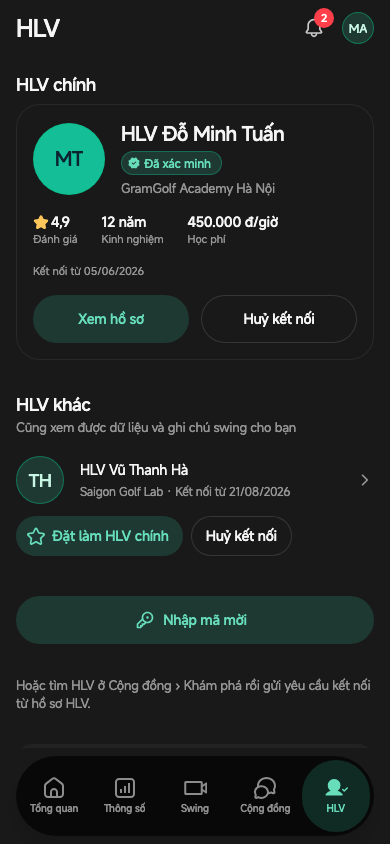 HLV
2
MA
HLV chính
MT
HLV Đỗ Minh Tuấn
Đã xác minh
GramGolf Academy Hà Nội
4,9
12 năm
450.000 đ/giờ
Đánh giá
Kinh nghiệm
Học phí
Kết nối từ 05/06/2026
Xem hồ sơ
Huỷ kết nối
HLV khác
Cũng xem được dữ liệu và ghi chú swing cho bạn
TH
HLV Vũ Thanh Hà
Saigon Golf Lab · Kết nối từ 21/08/2026
Đặt làm HLV chính
Huỷ kết nối
Nhập mã mời
Hoặc tìm HLV ở Cộng đồng › Khám phá rồi gửi yêu cầu kết nối
từ hồ sơ HLV.
Tổng quan
Thông số
Swing
Cộng đồng
HLV